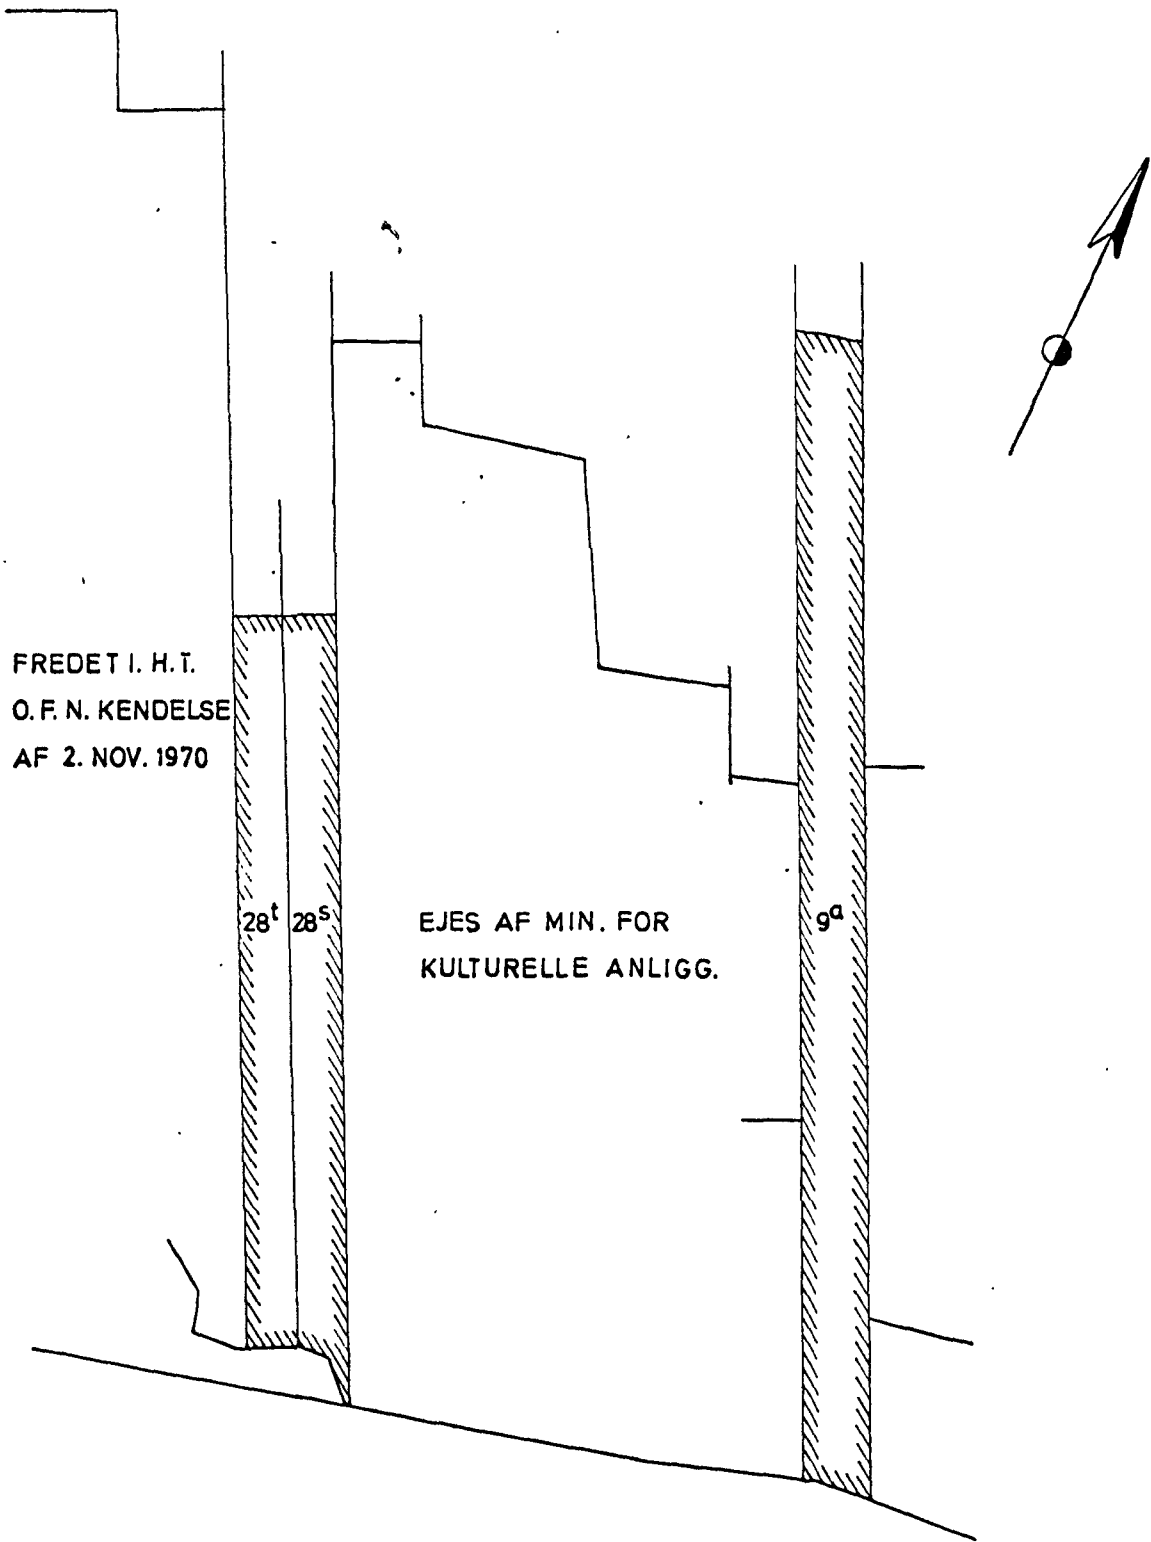 FREDET I. H. T.
O. F. N. KENDELSE
AF 2. NOV. 1970
28t 28s
EJES AF MIN. FOR
KULTURELLE ANLIGG.
9a